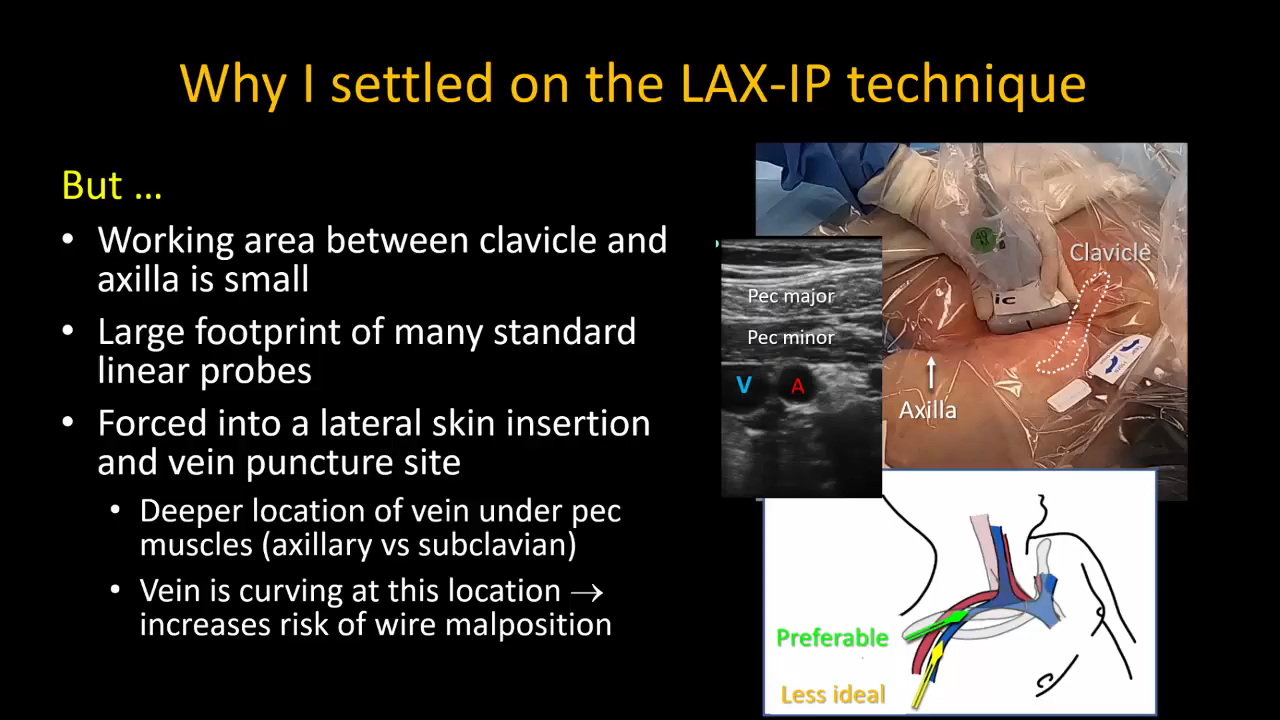 Why I settled on the LAX-IP technique
But …
• Working area between clavicle and
axilla is small
• Large footprint of many standard
linear probes
• Forced into a lateral skin insertion
and vein puncture site
• Deeper location of vein under pec
muscles (axillary vs subclavian)
• Vein is curving at this location →
increases risk of wire malposition
Clavicle
ic
Pec major
Pec minor
V A
Axilla
Preferable
Less ideal